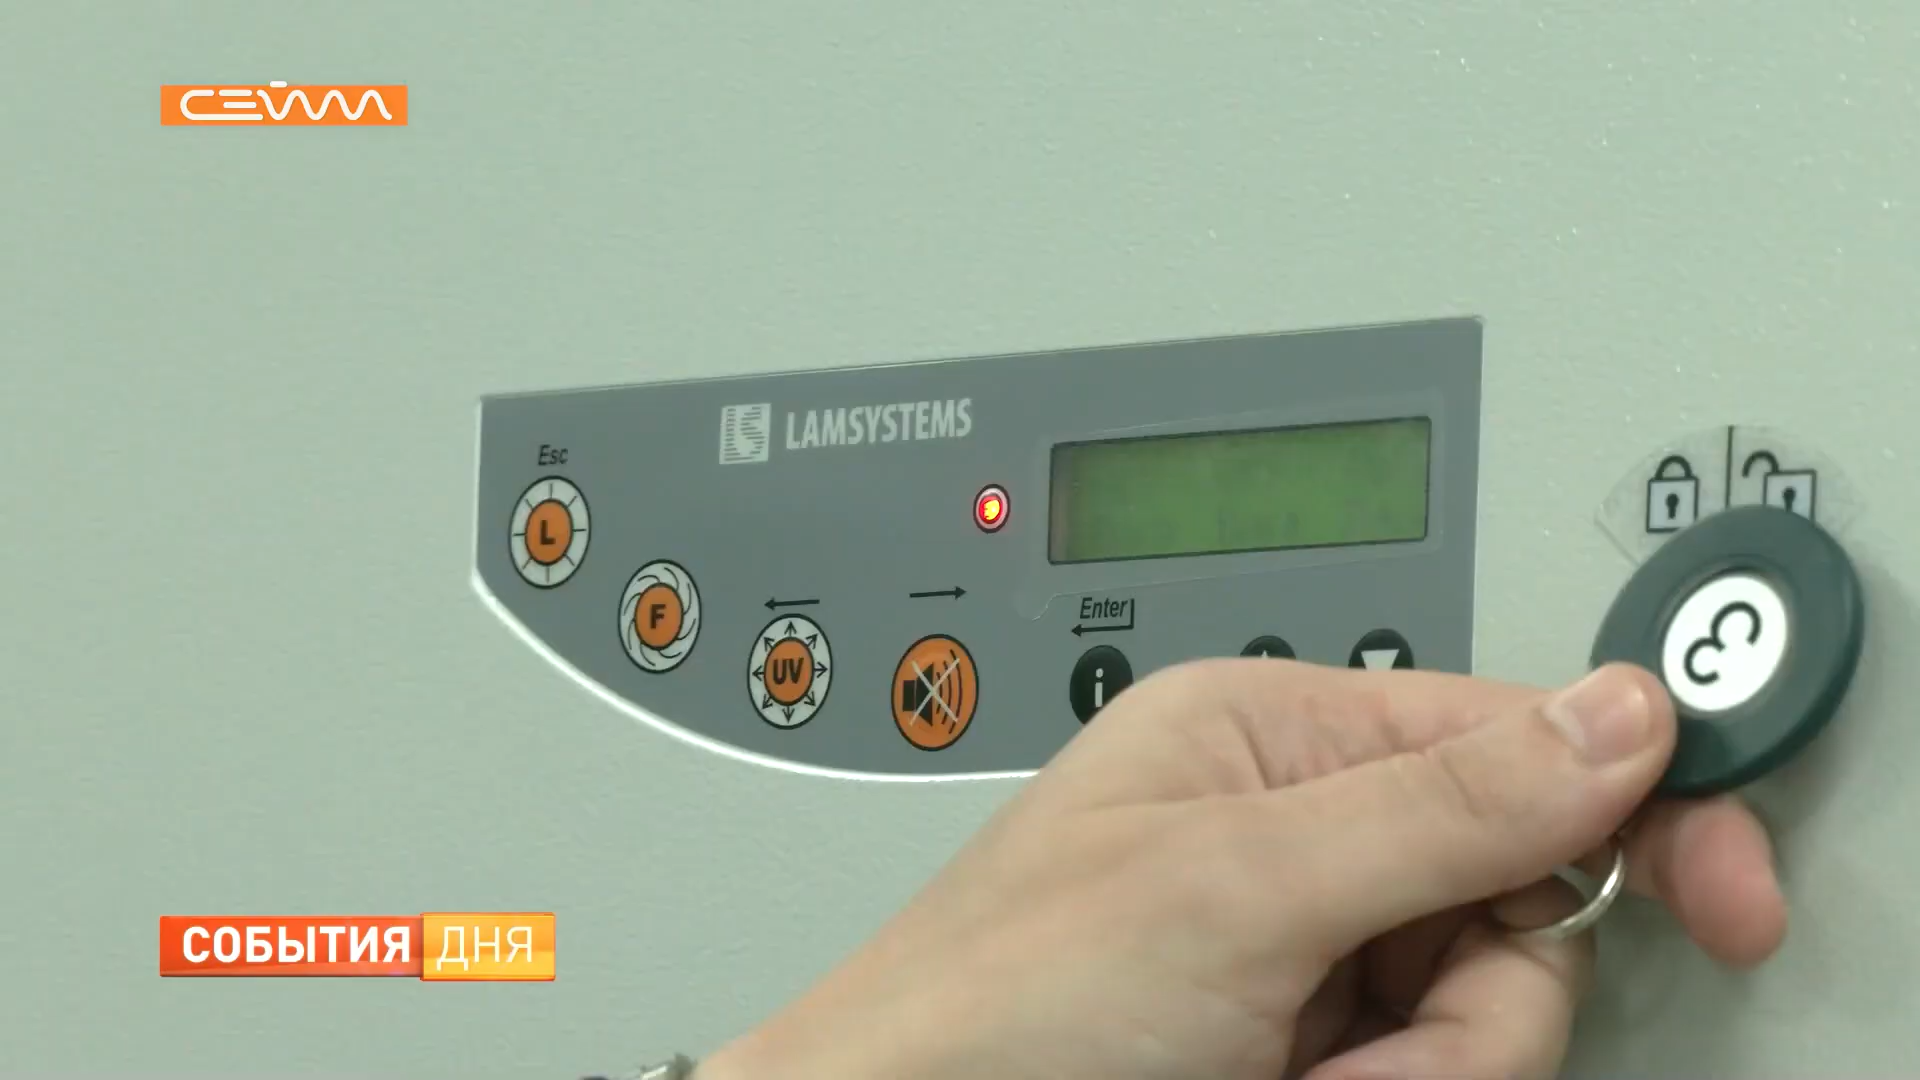 СЕЙМ
LAMSYSTEMS
Esc
L
F
UV
Enter
i
СОБЫТИЯ ДНЯ